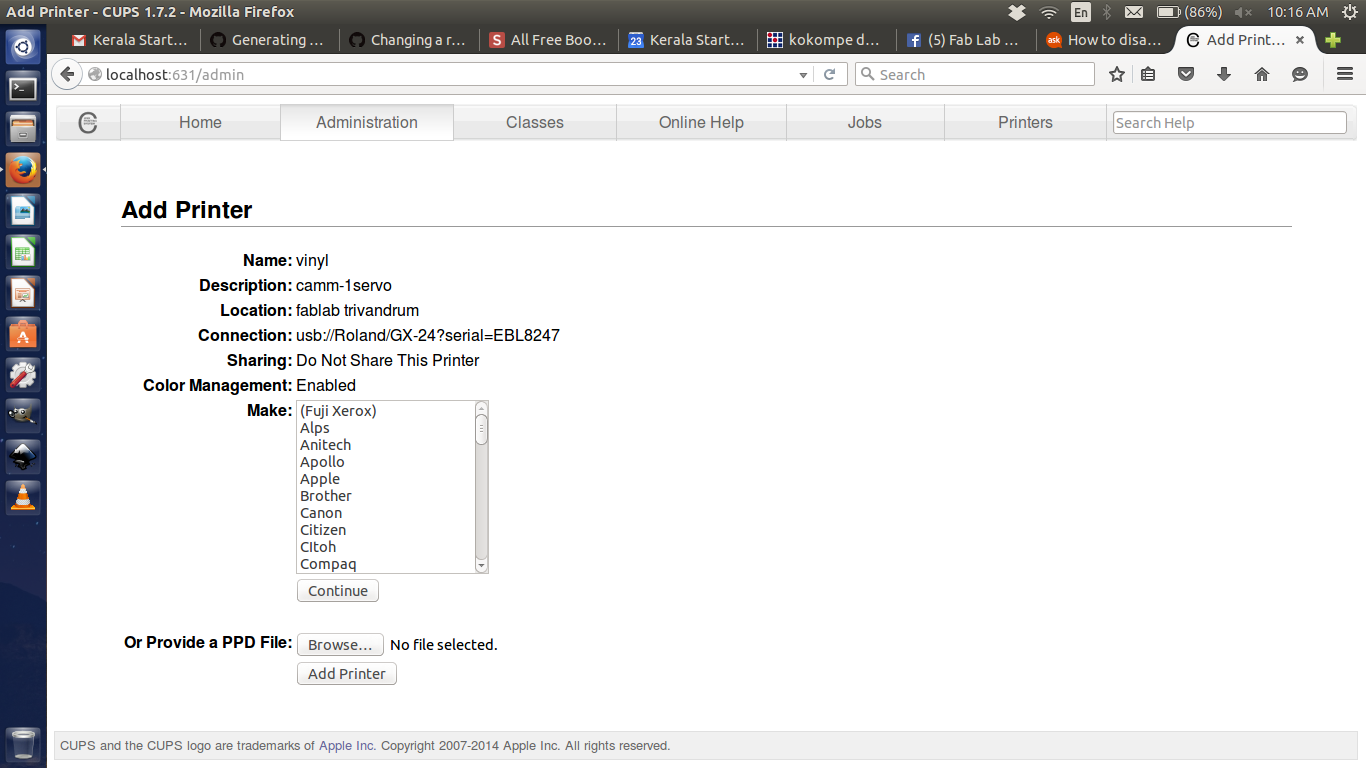 Add Printer - CUPS 1.7.2 - Mozilla Firefox
En
(86%)
10:16 AM
Kerala Start...
Generating ...
Changing a r...
All Free Boo...
Kerala Start...
kokompe d...
(5) Fab Lab ...
How to disa...
Add Print...
localhost:631/admin
Search
Home
Administration
Classes
Online Help
Jobs
Printers
Search Help
Add Printer
Name: vinyl
Description: camm-1servo
Location: fablab trivandrum
Connection: usb://Roland/GX-24?serial=EBL8247
Sharing: Do Not Share This Printer
Color Management: Enabled
Make: (Fuji Xerox)
Alps
Anitech
Apollo
Apple
Brother
Canon
Citizen
CItoh
Compaq
Continue
Or Provide a PPD File: Browse... No file selected.
Add Printer
CUPS and the CUPS logo are trademarks of Apple Inc. Copyright 2007-2014 Apple Inc. All rights reserved.